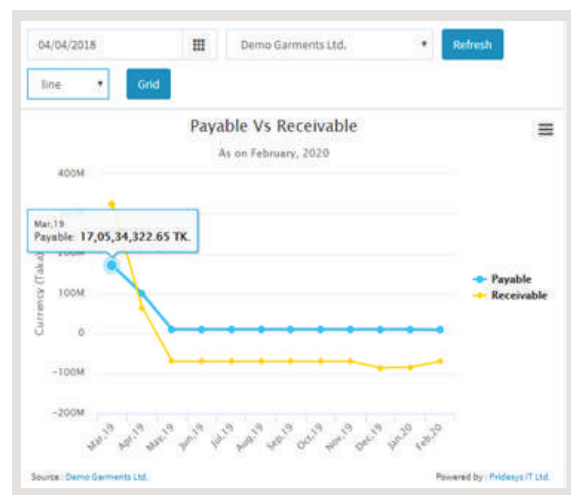 04/04/2018
Demo Garments Ltd.
Refresh
line
Grid
Payable Vs Receivable
As on February, 2020
400M
Mar,19
Payable: 17,05,34,322.65 TK.
200M
100M
0
-100M
-200M
Currency (Taka)
Mar,19
Apr,19
May,19
Jun,19
Jul,19
Aug,19
Sep,19
Oct,19
Nov,19
Dec,19
Jan,20
Feb,20
Payable
Receivable
Source : Demo Garments Ltd.
Powered by : Pridesys IT Ltd.